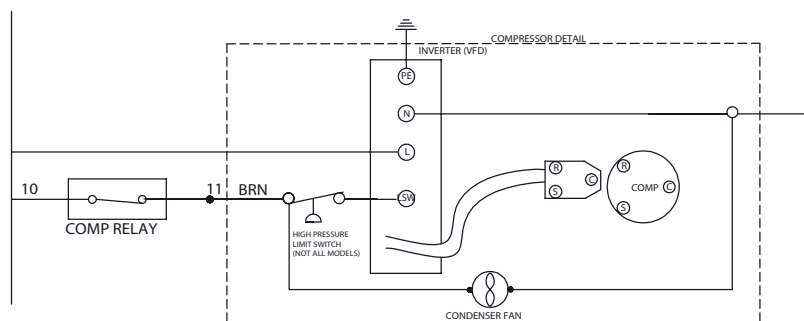 COMPRESSOR DETAIL
INVERTER (VFD)
PE
N
L
10
11
BRN
LSW
COMP RELAY
HIGH PRESSURE
LIMIT SWITCH
(NOT ALL MODELS)
R
C
S
R
COMP
C
S
CONDENSER FAN